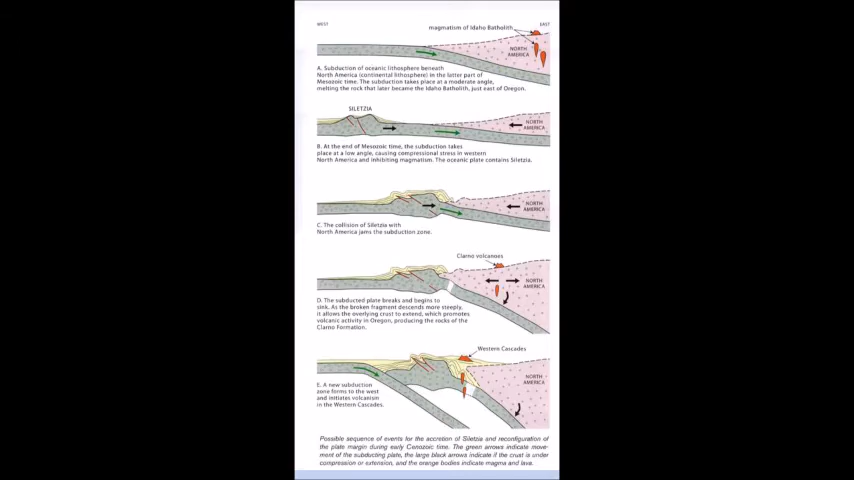 WEST
EAST
magmatism of Idaho Batholith
NORTH
AMERICA
A. Subduction of oceanic lithosphere beneath
North America (continental lithosphere) in the latter part of
Mesozoic time. The subduction takes place at a moderate angle,
melting the rock that later became the Idaho Batholith, just east of Oregon.
SILETZIA
NORTH
AMERICA
B. At the end of Mesozoic time, the subduction takes
place at a low angle, causing compressional stress in western
North America and inhibiting magmatism. The oceanic plate contains Siletzia.
NORTH
AMERICA
C. The collision of Siletzia with
North America jams the subduction zone.
Clarno volcanoes
NORTH
AMERICA
D. The subducted plate breaks and begins to
sink. As the broken fragment descends more steeply,
it allows the overlying crust to extend, which promotes
volcanic activity in Oregon, producing the rocks of the
Clarno Formation.
Western Cascades
NORTH
AMERICA
E. A new subduction
zone forms to the west
and initiates volcanism
in the Western Cascades.
Possible sequence of events for the accretion of Siletzia and reconfiguration of
the plate margin during early Cenozoic time. The green arrows indicate move-
ment of the subducting plate, the large black arrows indicate if the crust is under
compression or extension, and the orange bodies indicate magma and lava.